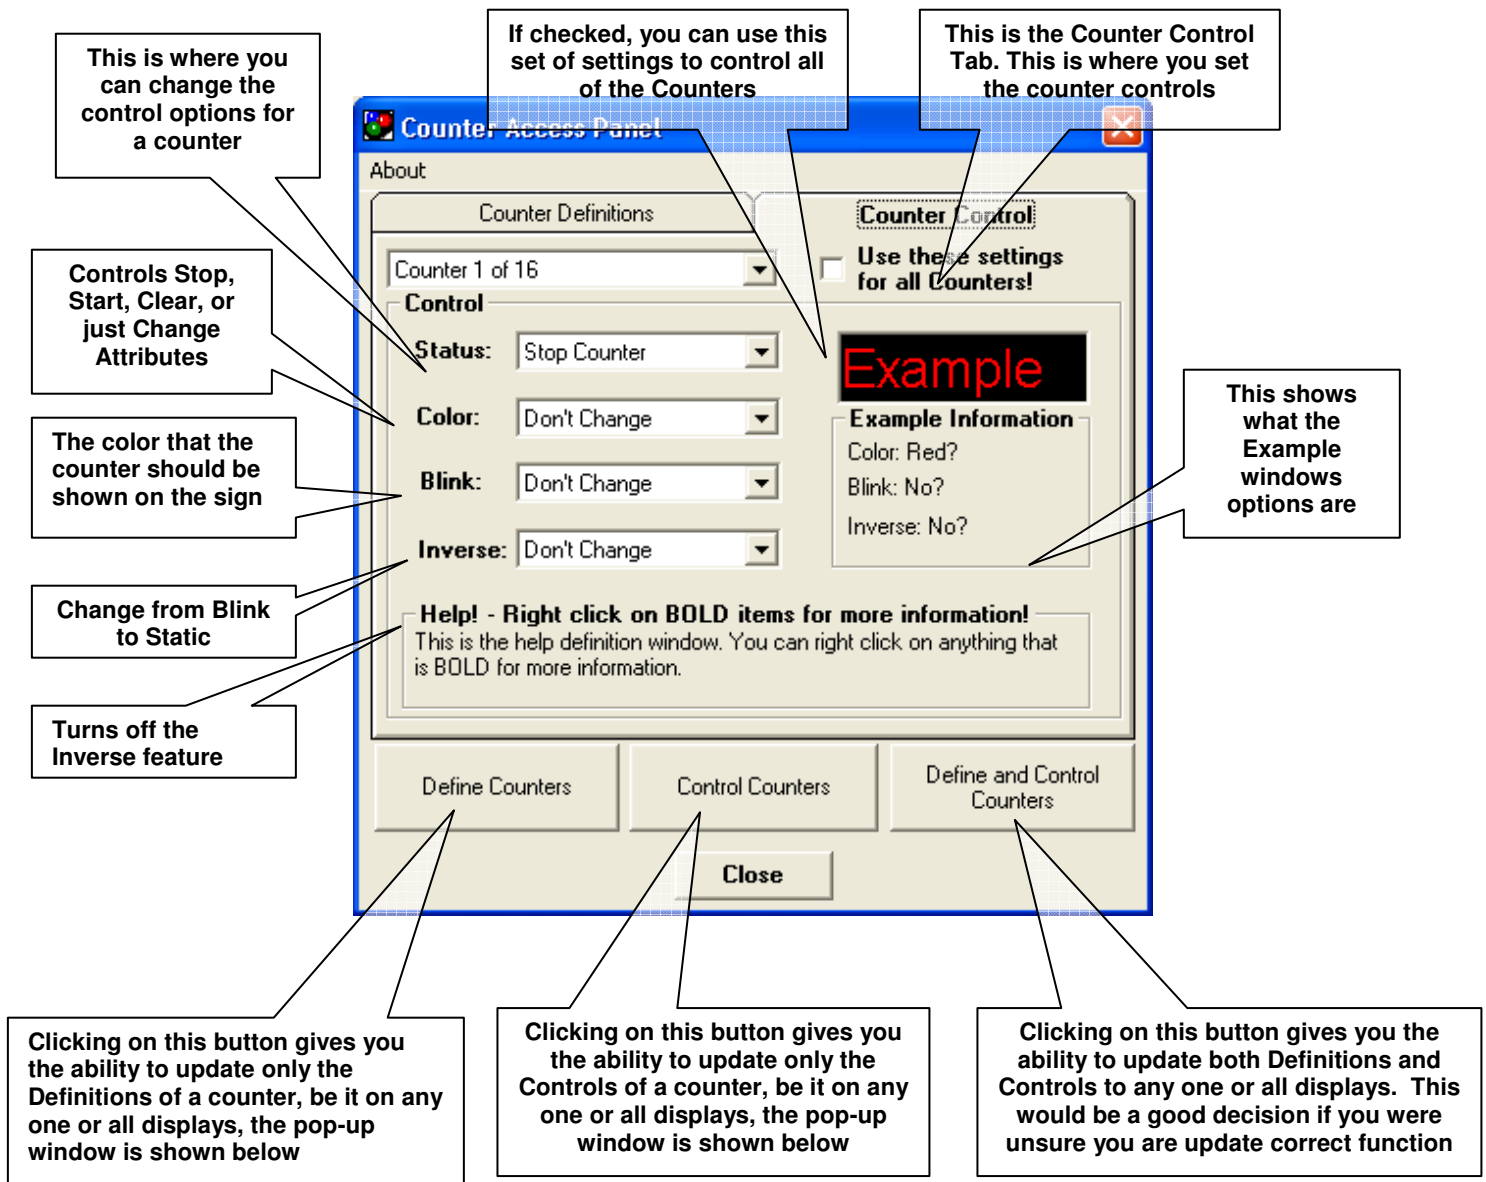 This is where you
can change the
control options for
a counter
If checked, you can use this
set of settings to control all
of the Counters
This is the Counter Control
Tab. This is where you set
the counter controls
Counter Access Panel
About
Counter Definitions
Counter Control
Counter 1 of 16
Use these settings
for all Counters!
Control
Status:
Stop Counter
Color:
Don't Change
Blink:
Don't Change
Inverse:
Don't Change
Example
Example Information
Color: Red?
Blink: No?
Inverse: No?
Help! - Right click on BOLD items for more information!
This is the help definition window. You can right click on anything that
is BOLD for more information.
Define Counters
Control Counters
Define and Control
Counters
Close
Controls Stop,
Start, Clear, or
just Change
Attributes
The color that the
counter should be
shown on the sign
Change from Blink
to Static
Turns off the
Inverse feature
This shows
what the
Example
windows
options are
Clicking on this button gives you
the ability to update only the
Definitions of a counter, be it on any
one or all displays, the pop-up
window is shown below
Clicking on this button gives you
the ability to update only the
Controls of a counter, be it on any
one or all displays, the pop-up
window is shown below
Clicking on this button gives you the
ability to update both Definitions and
Controls to any one or all displays.  This
would be a good decision if you were
unsure you are update correct function